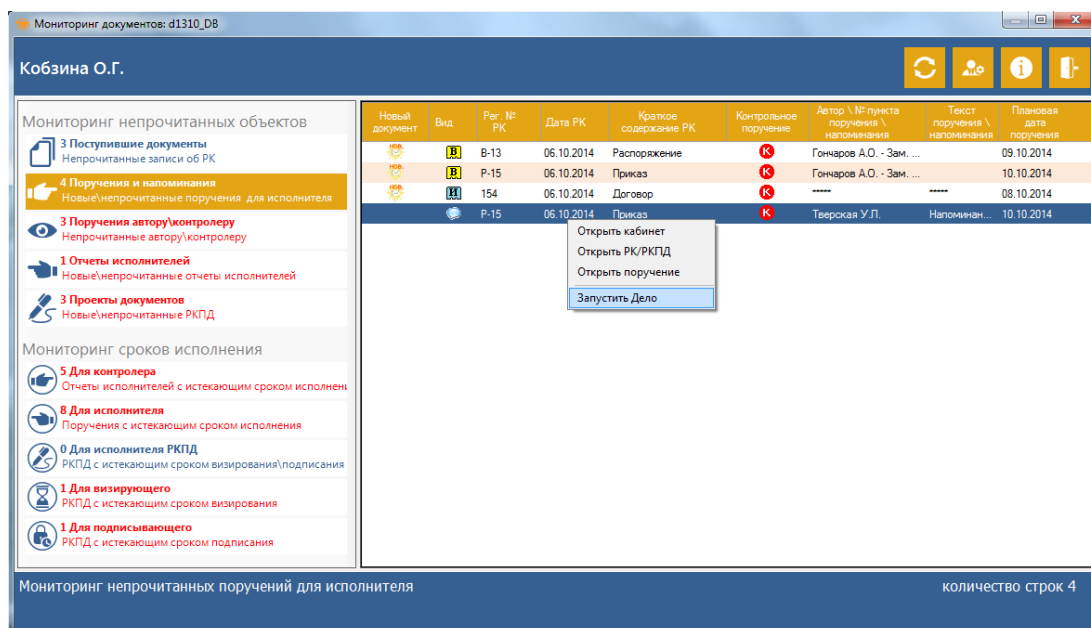 Мониторинг документов: d1310_DB
Кобзина О.Г.
Мониторинг непрочитанных объектов
3 Поступившие документы
Непрочитанные записи об РК
4 Поручения и напоминания
Новые\непрочитанные поручения для исполнителя
3 Поручения автору\контролеру
Непрочитанные автору\контролеру
1 Отчеты исполнителей
Новые\непрочитанные отчеты исполнителей
3 Проекты документов
Новые\непрочитанные РКПД
Мониторинг сроков исполнения
5 Для контролера
Отчеты исполнителей с истекающим сроком исполнен
8 Для исполнителя
Поручения с истекающим сроком исполнения
0 Для исполнителя РКПД
РКПД с истекающим сроком визирования\подписания
1 Для визирующего
РКПД с истекающим сроком визирования
1 Для подписывающего
РКПД с истекающим сроком подписания
Новый документ Вид Рег. № РК Дата РК Краткое содержание РК Контрольное поручение Автор \ № пункта поручения \ напоминания Текст поручения \ напоминания Плановая дата поручения
НОВ. В B-13 06.10.2014 Распоряжение К Гончаров А.О. - Зам. ... 09.10.2014
НОВ. В P-15 06.10.2014 Приказ К Гончаров А.О. - Зам. ... 10.10.2014
НОВ. И 154 06.10.2014 Договор К ***** ***** 08.10.2014
P-15 06.10.2014 Приказ К Тверская У.П. Напоминан... 10.10.2014
Открыть кабинет
Открыть РК/РКПД
Открыть поручение
Запустить Дело
Мониторинг непрочитанных поручений для исполнителя количество строк 4